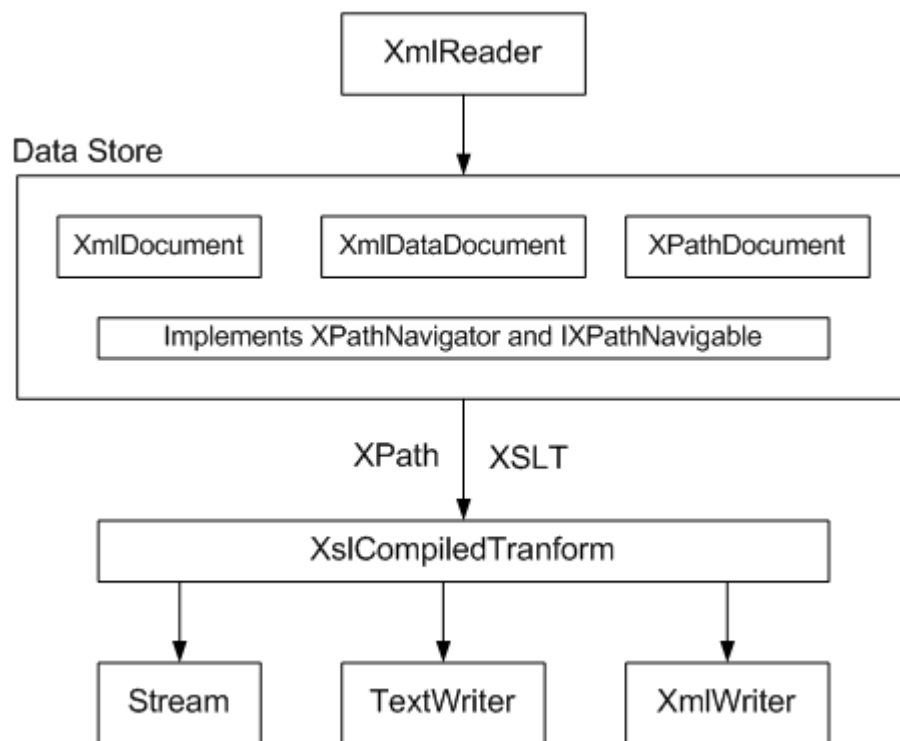 XmlReader
Data Store
XmlDocument
XmlDataDocument
XPathDocument
Implements XPathNavigator and IXPathNavigable
XPath
XSLT
XslCompiledTranform
Stream
TextWriter
XmlWriter